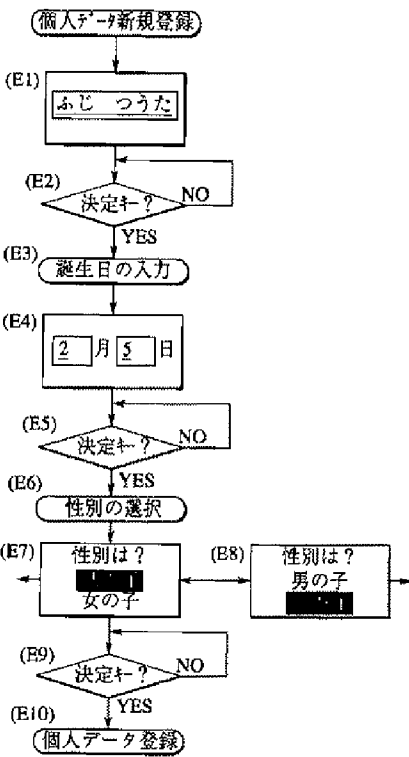 個人データ新規登録
(E1)
ふじ つうた
(E2)
決定キー?
NO
YES
(E3)
誕生日の入力
(E4)
2月5日
(E5)
決定キー?
NO
YES
(E6)
性別の選択
(E7)
性別は?
女の子
(E8)
性別は?
男の子
(E9)
決定キー?
NO
YES
(E10)
個人データ登録